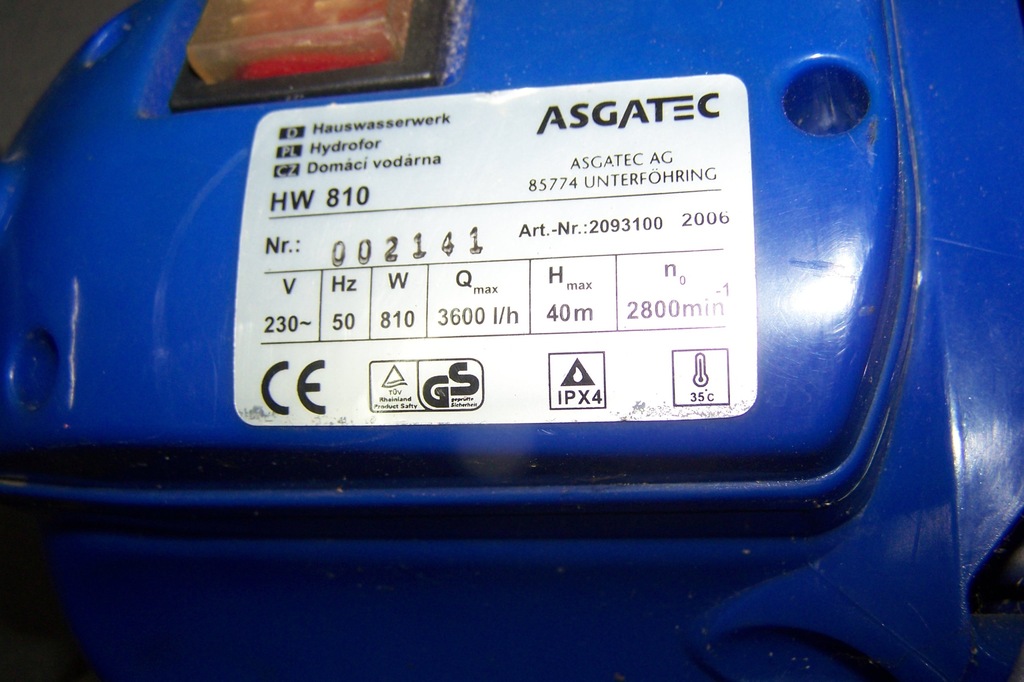 D Hauswasserwerk
PL Hydrofor
CZ Domácí vodárna
HW 810
ASGATEC
ASGATEC AG
85774 UNTERFÖHRING
Nr.: 002141 Art.-Nr.:2093100 2006
V Hz W Qmax Hmax n0
230~ 50 810 3600 l/h 40m 2800min-1
CE
TÜV
Rheinland
Product Safty
GS
geprüfte
Sicherheit
IPX4
35°C